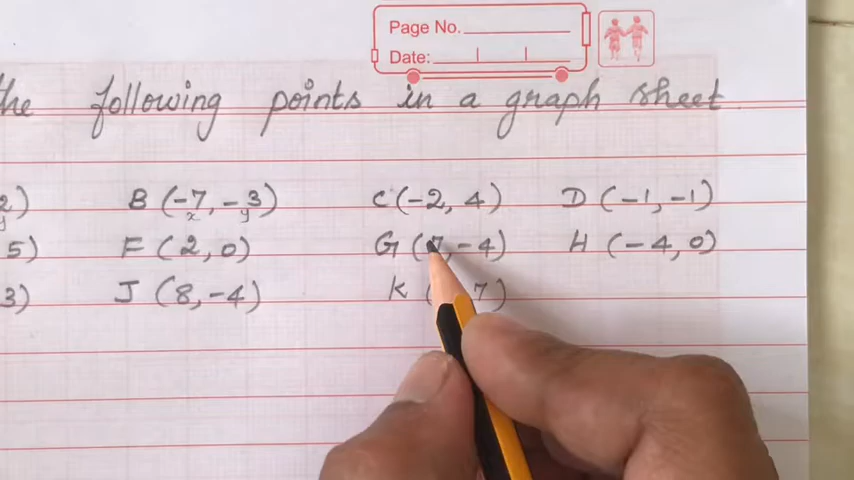 Page No.
Date:
the following points in a graph sheet
2) B (-7, -3) C (-2, 4) D (-1, -1)
y x y
5) F (2, 0) G (7, -4) H (-4, 0)
3) J (8, -4) K ( 7)